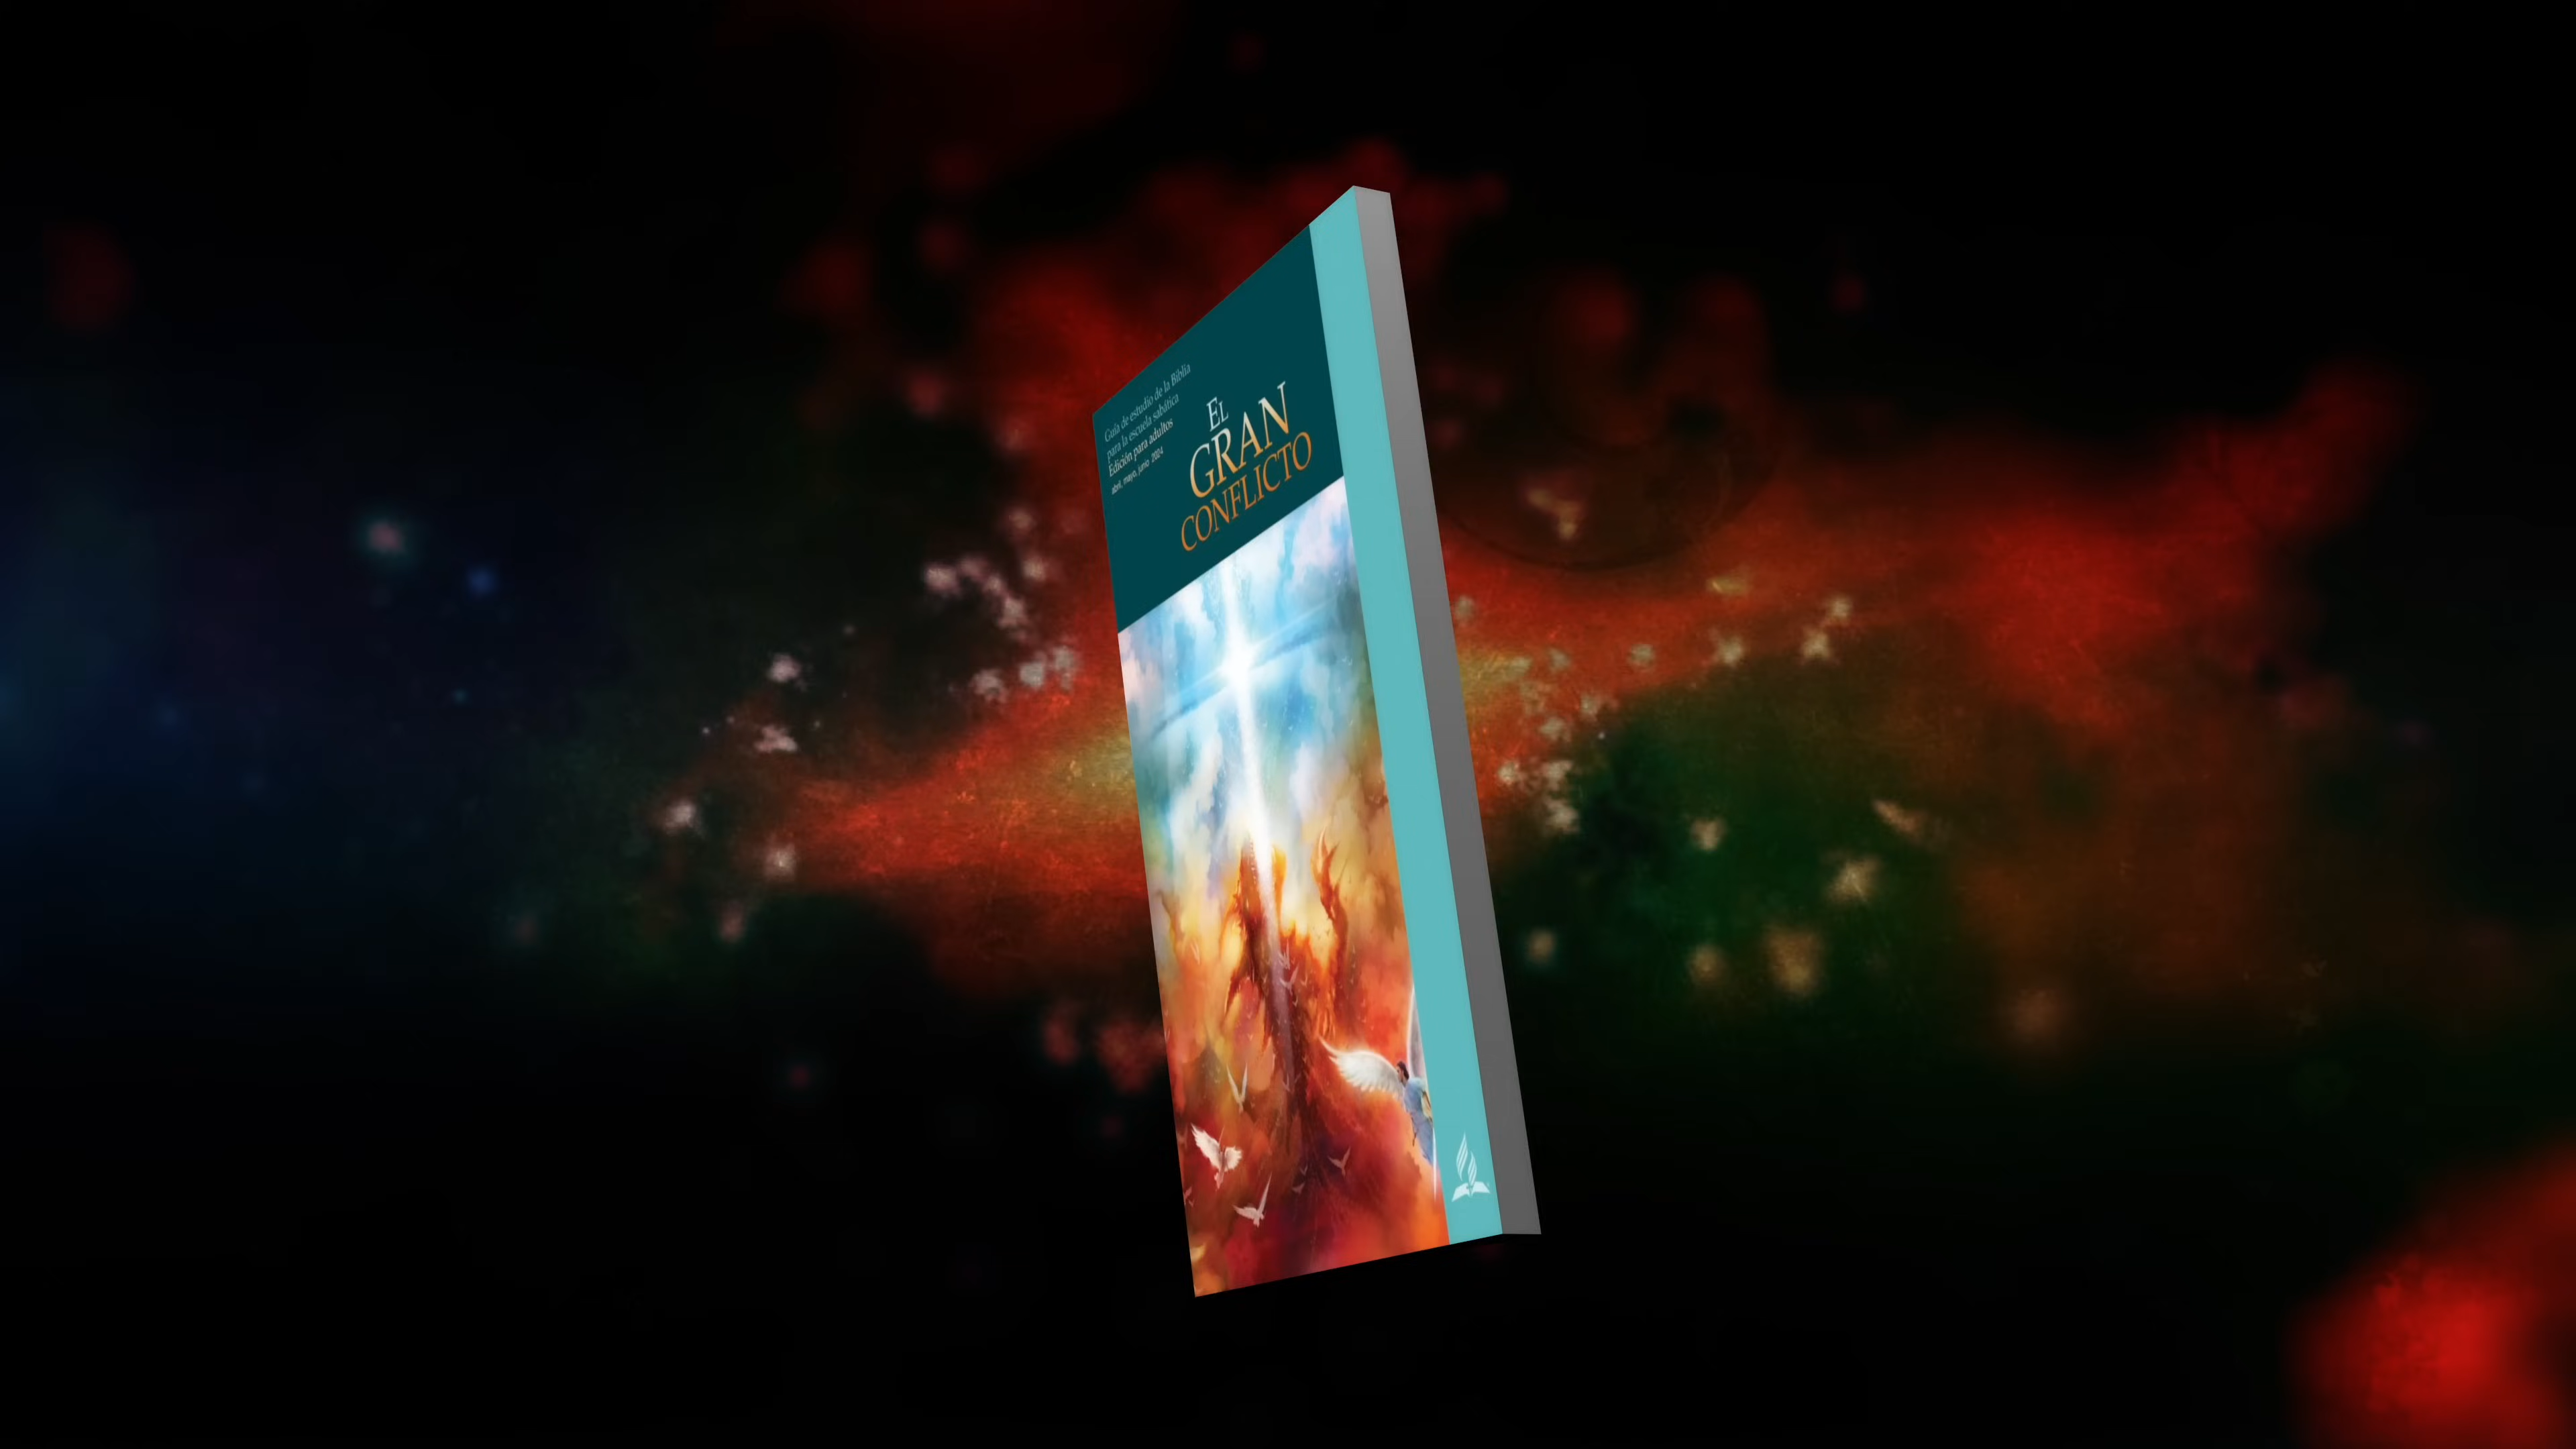 Guía de estudio de la Biblia
para la escuela sabática
Edición para adultos
abril, mayo, junio 2024
EL
GRAN
CONFLICTO